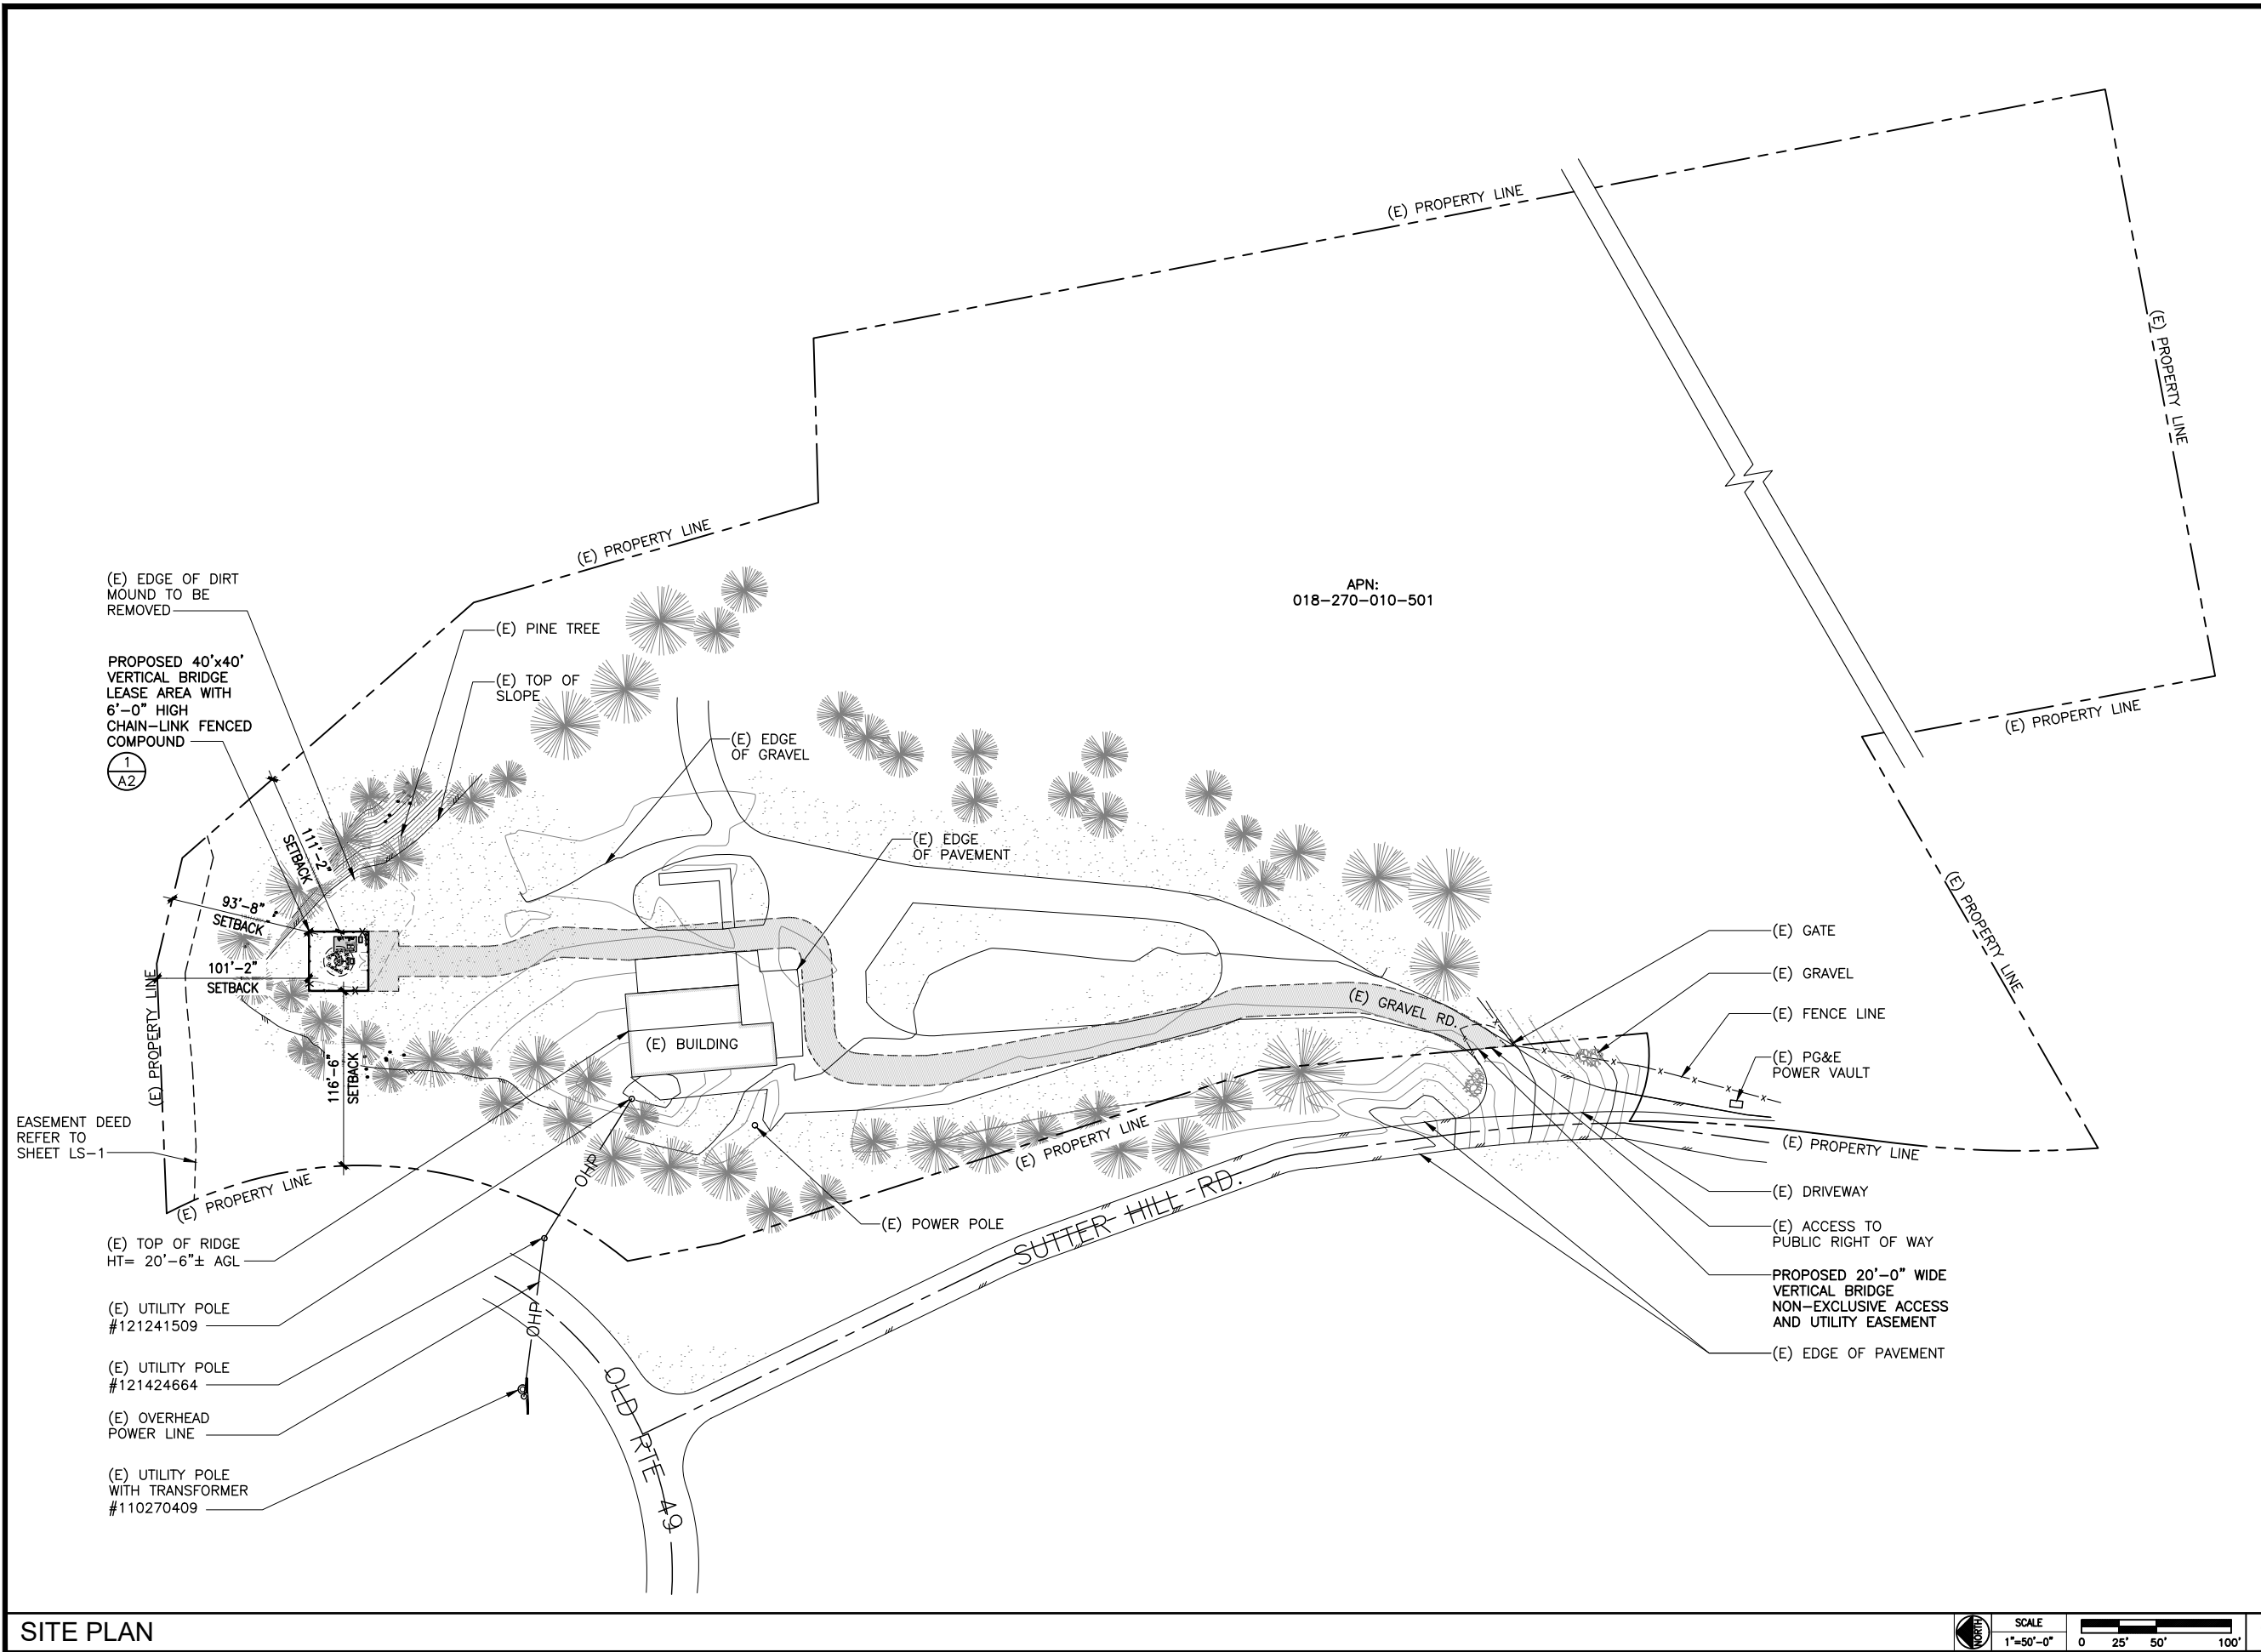 (E) PROPERTY LINE
(E) PROPERTY LINE
(E) PROPERTY LINE
APN:
018-270-010-501
(E) PROPERTY LINE
(E) PROPERTY LINE
(E) EDGE OF DIRT
MOUND TO BE
REMOVED
PROPOSED 40'x40'
VERTICAL BRIDGE
LEASE AREA WITH
6'-0" HIGH
CHAIN-LINK FENCED
COMPOUND
1
A2
(E) PINE TREE
(E) TOP OF
SLOPE
(E) EDGE
OF GRAVEL
(E) EDGE
OF PAVEMENT
111'-2"
SETBACK
93'-8"
SETBACK
101'-2"
SETBACK
116'-6"
SETBACK
(E) PROPERTY LINE
EASEMENT DEED
REFER TO
SHEET LS-1
(E) PROPERTY LINE
(E) BUILDING
(E) GRAVEL RD.
(E) GATE
(E) GRAVEL
(E) FENCE LINE
(E) PG&E
POWER VAULT
(E) PROPERTY LINE
(E) PROPERTY LINE
(E) DRIVEWAY
(E) ACCESS TO
PUBLIC RIGHT OF WAY
PROPOSED 20'-0" WIDE
VERTICAL BRIDGE
NON-EXCLUSIVE ACCESS
AND UTILITY EASEMENT
(E) EDGE OF PAVEMENT
(E) POWER POLE
SUTTER HILL RD.
OHP
OHP
OLD RTE 49
(E) TOP OF RIDGE
HT= 20'-6"± AGL
(E) UTILITY POLE
#121241509
(E) UTILITY POLE
#121424664
(E) OVERHEAD
POWER LINE
(E) UTILITY POLE
WITH TRANSFORMER
#110270409
SITE PLAN
NORTH
SCALE
1"=50'-0"
0 25' 50' 100'